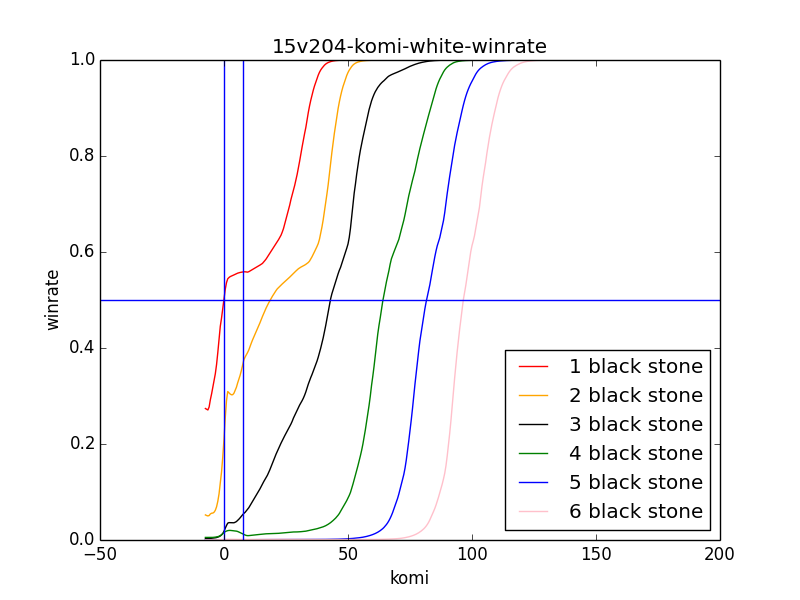 15v204-komi-white-winrate
1.0
0.8
0.6
0.4
0.2
0.0
winrate
1 black stone
2 black stone
3 black stone
4 black stone
5 black stone
6 black stone
−50
0
50
100
150
200
komi